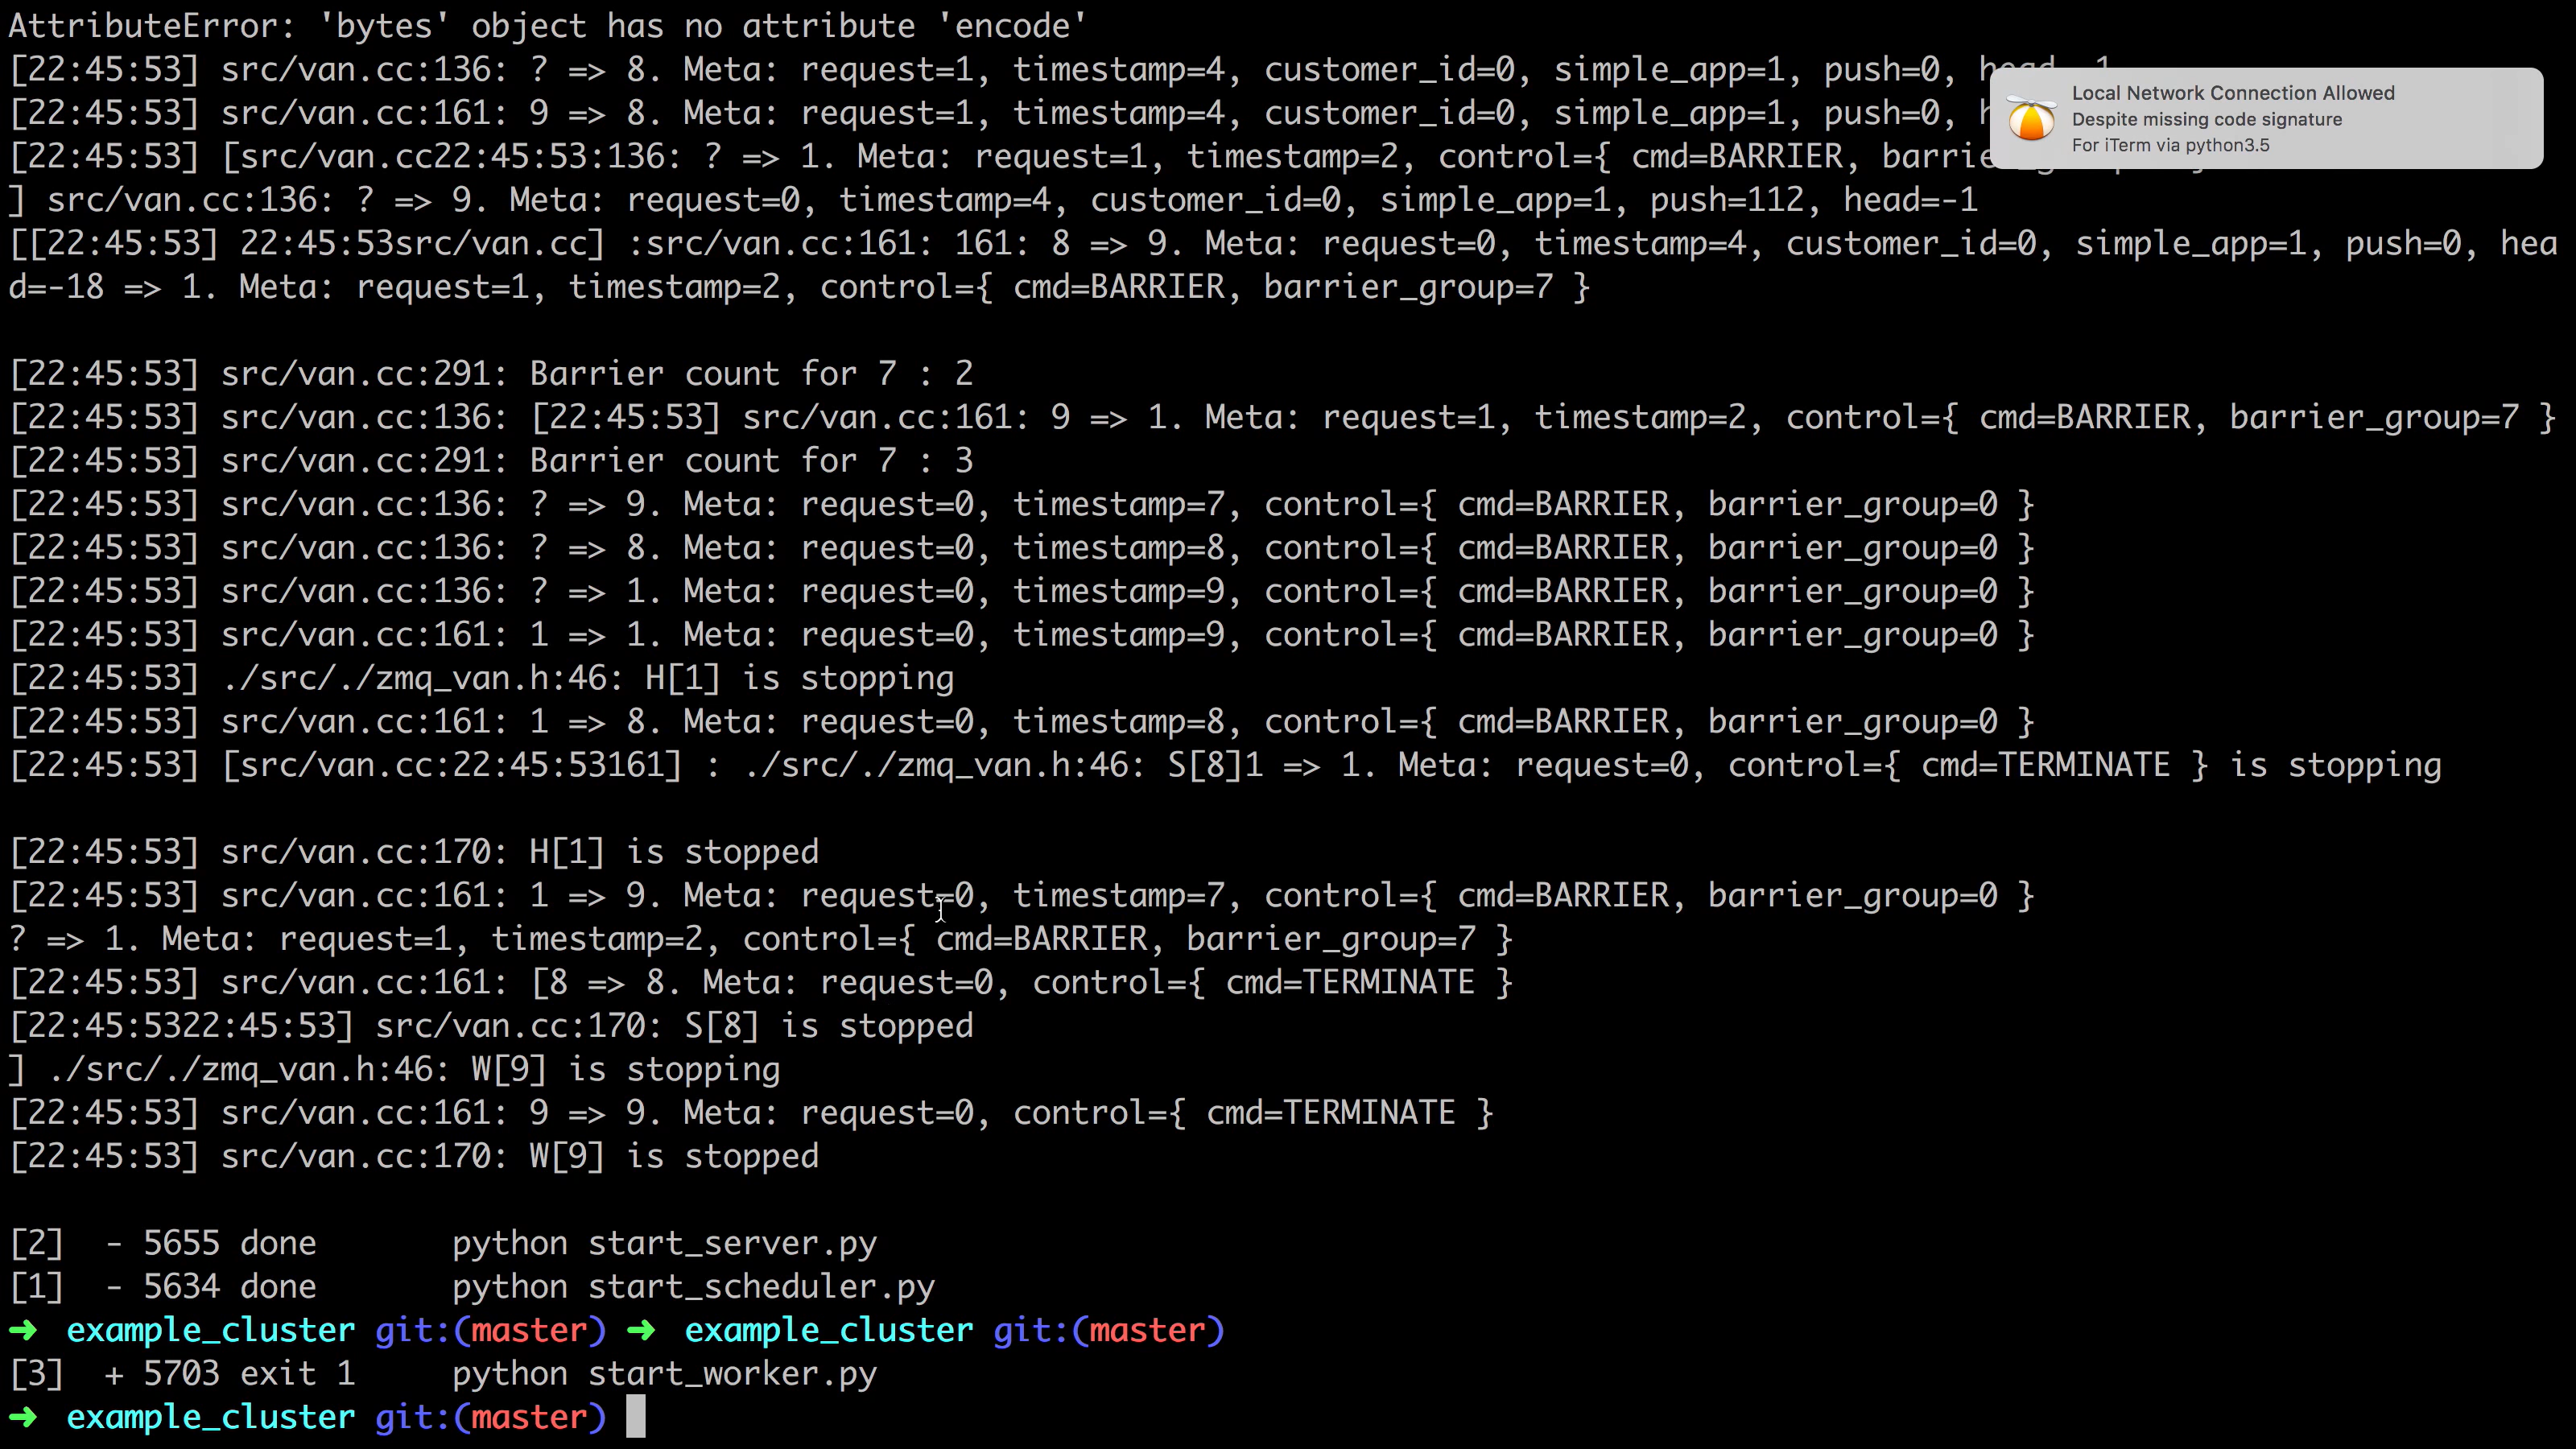 AttributeError: 'bytes' object has no attribute 'encode'
[22:45:53] src/van.cc:136: ? => 8. Meta: request=1, timestamp=4, customer_id=0, simple_app=1, push=0,
[22:45:53] src/van.cc:161: 9 => 8. Meta: request=1, timestamp=4, customer_id=0, simple_app=1, push=0,
[22:45:53] [src/van.cc22:45:53:136: ? => 1. Meta: request=1, timestamp=2, control={ cmd=BARRIER,
Local Network Connection Allowed
Despite missing code signature
For iTerm via python3.5
] src/van.cc:136: ? => 9. Meta: request=0, timestamp=4, customer_id=0, simple_app=1, push=112, head=-1
[[22:45:53] 22:45:53src/van.cc] :src/van.cc:161: 161: 8 => 9. Meta: request=0, timestamp=4, customer_id=0, simple_app=1, push=0, hea
d=-18 => 1. Meta: request=1, timestamp=2, control={ cmd=BARRIER, barrier_group=7 }
[22:45:53] src/van.cc:291: Barrier count for 7 : 2
[22:45:53] src/van.cc:136: [22:45:53] src/van.cc:161: 9 => 1. Meta: request=1, timestamp=2, control={ cmd=BARRIER, barrier_group=7 }
[22:45:53] src/van.cc:291: Barrier count for 7 : 3
[22:45:53] src/van.cc:136: ? => 9. Meta: request=0, timestamp=7, control={ cmd=BARRIER, barrier_group=0 }
[22:45:53] src/van.cc:136: ? => 8. Meta: request=0, timestamp=8, control={ cmd=BARRIER, barrier_group=0 }
[22:45:53] src/van.cc:136: ? => 1. Meta: request=0, timestamp=9, control={ cmd=BARRIER, barrier_group=0 }
[22:45:53] src/van.cc:161: 1 => 1. Meta: request=0, timestamp=9, control={ cmd=BARRIER, barrier_group=0 }
[22:45:53] ./src/./zmq_van.h:46: H[1] is stopping
[22:45:53] src/van.cc:161: 1 => 8. Meta: request=0, timestamp=8, control={ cmd=BARRIER, barrier_group=0 }
[22:45:53] [src/van.cc:22:45:53161] : ./src/./zmq_van.h:46: S[8]1 => 1. Meta: request=0, control={ cmd=TERMINATE } is stopping
[22:45:53] src/van.cc:170: H[1] is stopped
[22:45:53] src/van.cc:161: 1 => 9. Meta: request=0, timestamp=7, control={ cmd=BARRIER, barrier_group=0 }
? => 1. Meta: request=1, timestamp=2, control={ cmd=BARRIER, barrier_group=7 }
[22:45:53] src/van.cc:161: [8 => 8. Meta: request=0, control={ cmd=TERMINATE }
[22:45:5322:45:53] src/van.cc:170: S[8] is stopped
] ./src/./zmq_van.h:46: W[9] is stopping
[22:45:53] src/van.cc:161: 9 => 9. Meta: request=0, control={ cmd=TERMINATE }
[22:45:53] src/van.cc:170: W[9] is stopped
[2]  - 5655 done       python start_server.py
[1]  - 5634 done       python start_scheduler.py
➜  example_cluster git:(master) ➜  example_cluster git:(master)
[3]  + 5703 exit 1     python start_worker.py
➜  example_cluster git:(master)